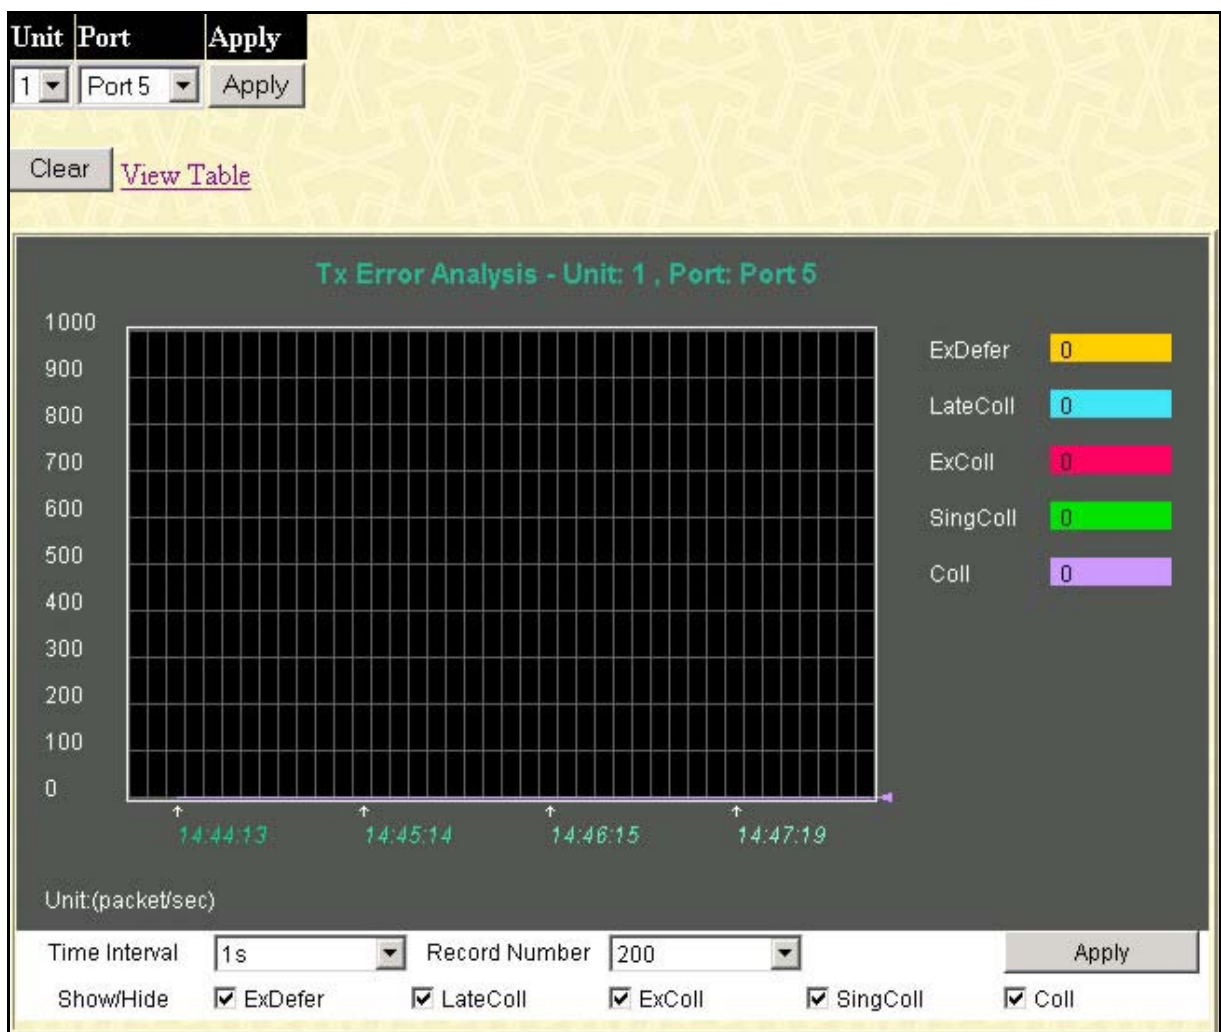 Unit Port Apply
1 Port 5 Apply
Clear View Table
Tx Error Analysis - Unit: 1 , Port: Port 5
1000
900
800
700
600
500
400
300
200
100
0
14:44:13 14:45:14 14:46:15 14:47:19
ExDefer 0
LateColl 0
ExColl 0
SingColl 0
Coll 0
Unit:(packet/sec)
Time Interval 1s Record Number 200 Apply
Show/Hide ExDefer LateColl ExColl SingColl Coll